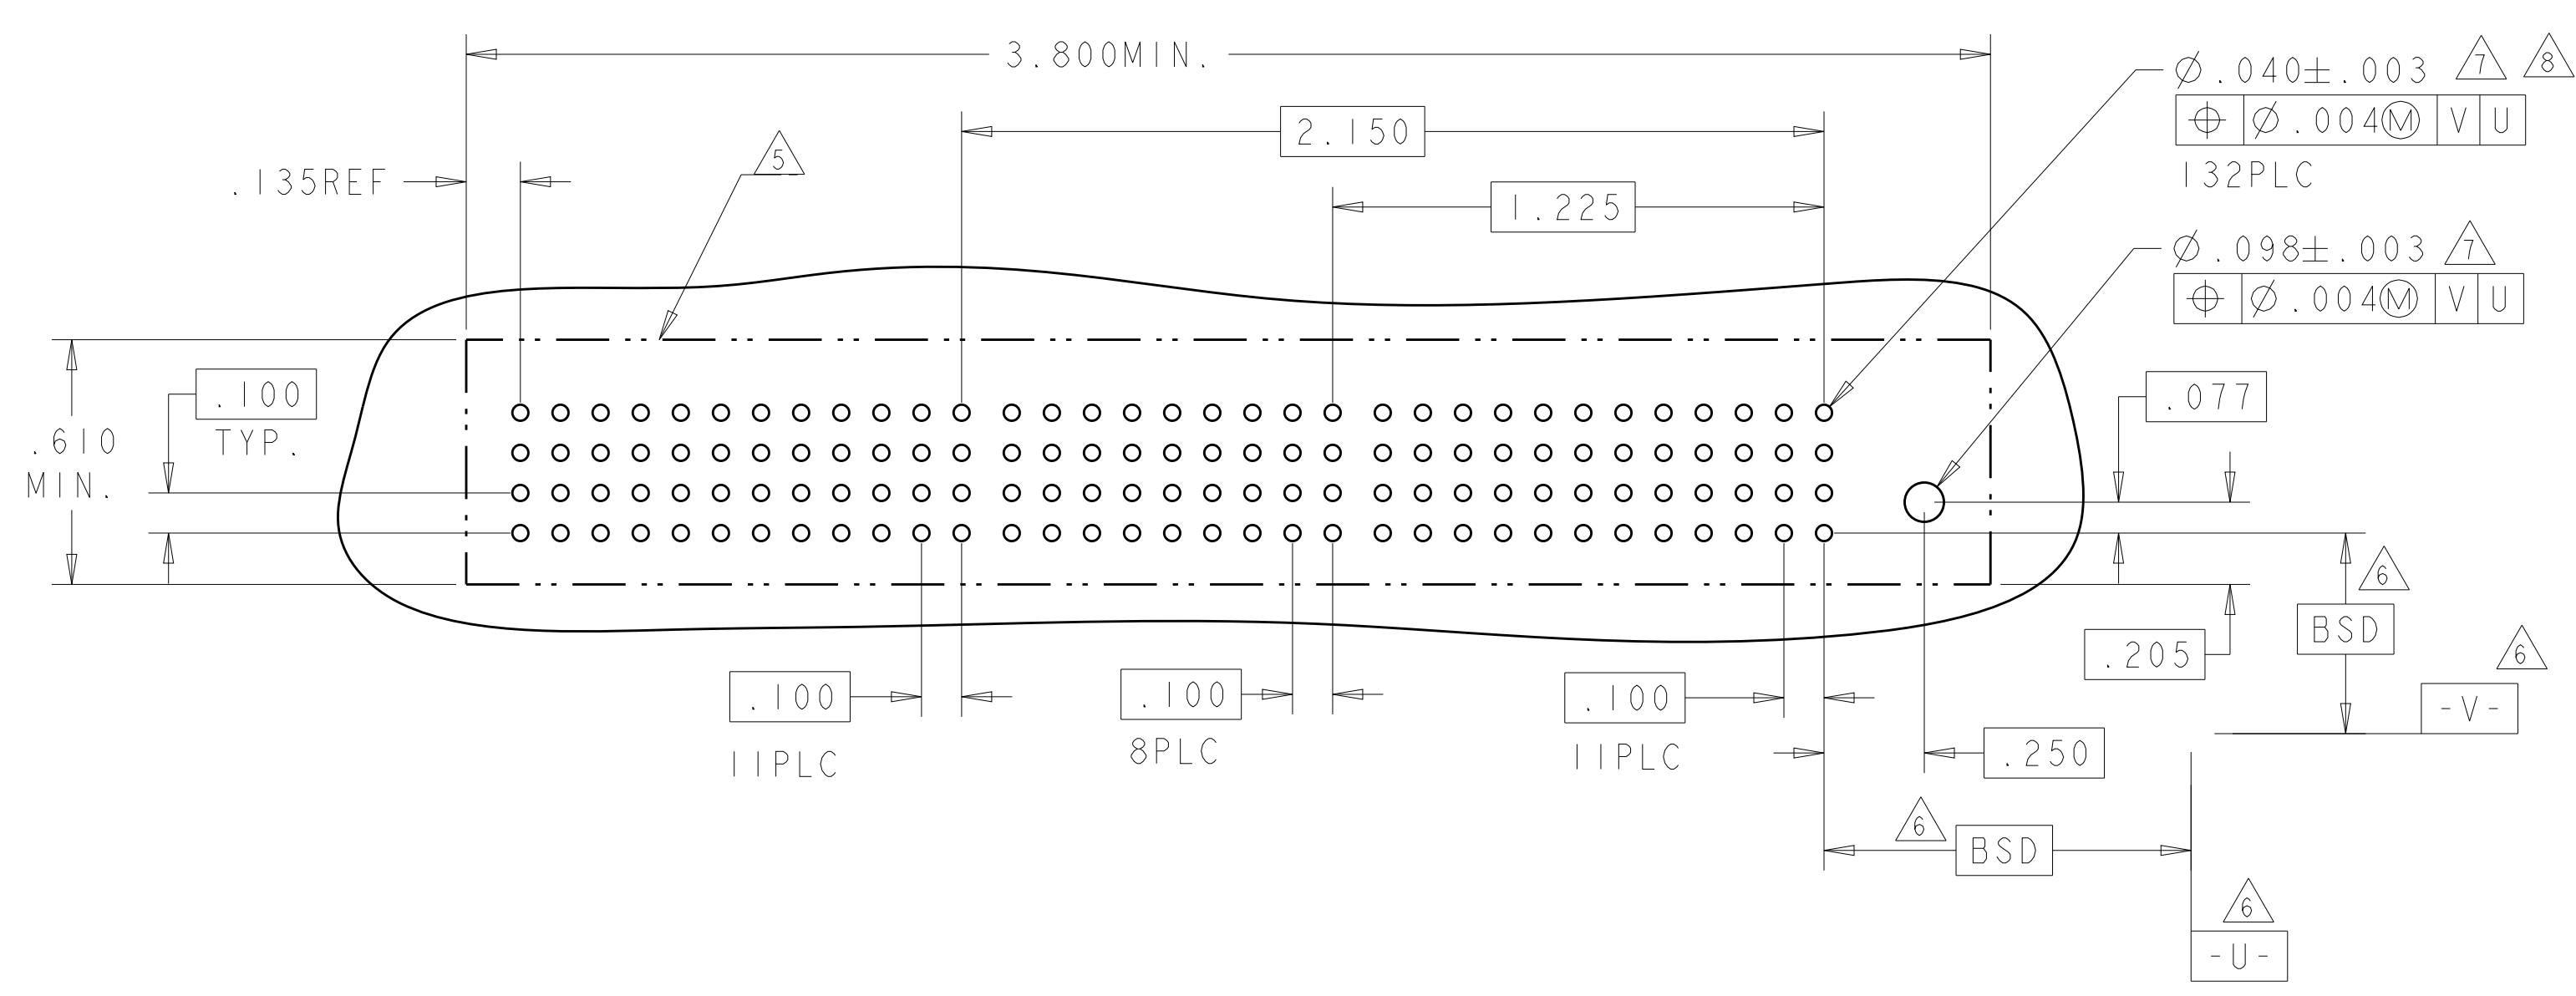 3.800MIN.
Ø.040±.003 7 8
⌖ Ø.004Ⓜ V U
132PLC
2.150
5
.135REF
1.225
Ø.098±.003 7
⌖ Ø.004Ⓜ V U
.100
TYP.
.077
.610
MIN.
6
BSD
.205
6
-V-
.100
11PLC
.100
8PLC
.100
11PLC
.250
6
BSD
6
-U-